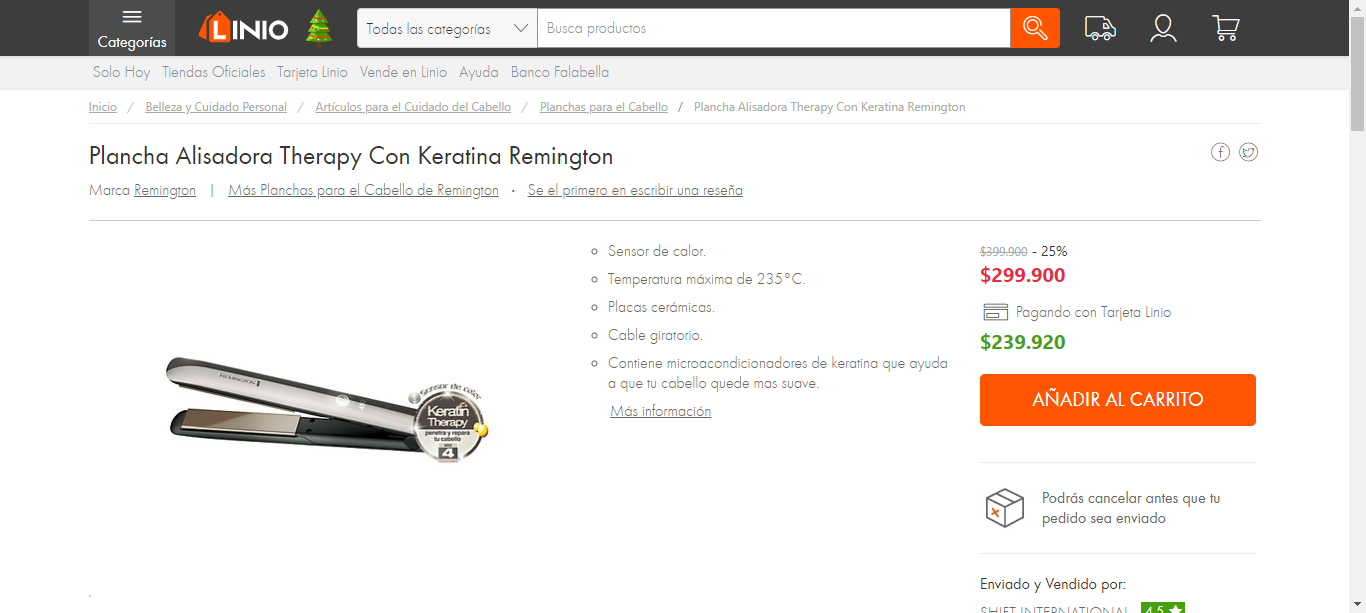 Categorías
LINIO
Todas las categorías
Busca productos
Solo Hoy Tiendas Oficiales Tarjeta Linio Vende en Linio Ayuda Banco Falabella
Inicio / Belleza y Cuidado Personal / Artículos para el Cuidado del Cabello / Planchas para el Cabello / Plancha Alisadora Therapy Con Keratina Remington
Plancha Alisadora Therapy Con Keratina Remington
Marca Remington | Más Planchas para el Cabello de Remington · Se el primero en escribir una reseña
REMINGTON
Sensor de calor
Keratin
Therapy
penetra y repara
tu cabello
4
Sensor de calor.
Temperatura máxima de 235°C.
Placas cerámicas.
Cable giratorio.
Contiene microacondicionadores de keratina que ayuda
a que tu cabello quede mas suave.
Más información
$399.900 - 25%
$299.900
Pagando con Tarjeta Linio
$239.920
AÑADIR AL CARRITO
Podrás cancelar antes que tu
pedido sea enviado
Enviado y Vendido por:
SHIFT INTERNATIONAL 4,5